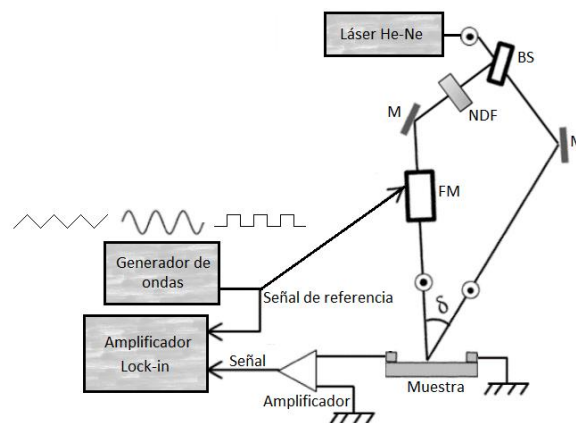 Láser He-Ne
BS
NDF
M
M
FM
Generador de
ondas
Señal de referencia
δ
Amplificador
Lock-in
Señal
Amplificador
Muestra